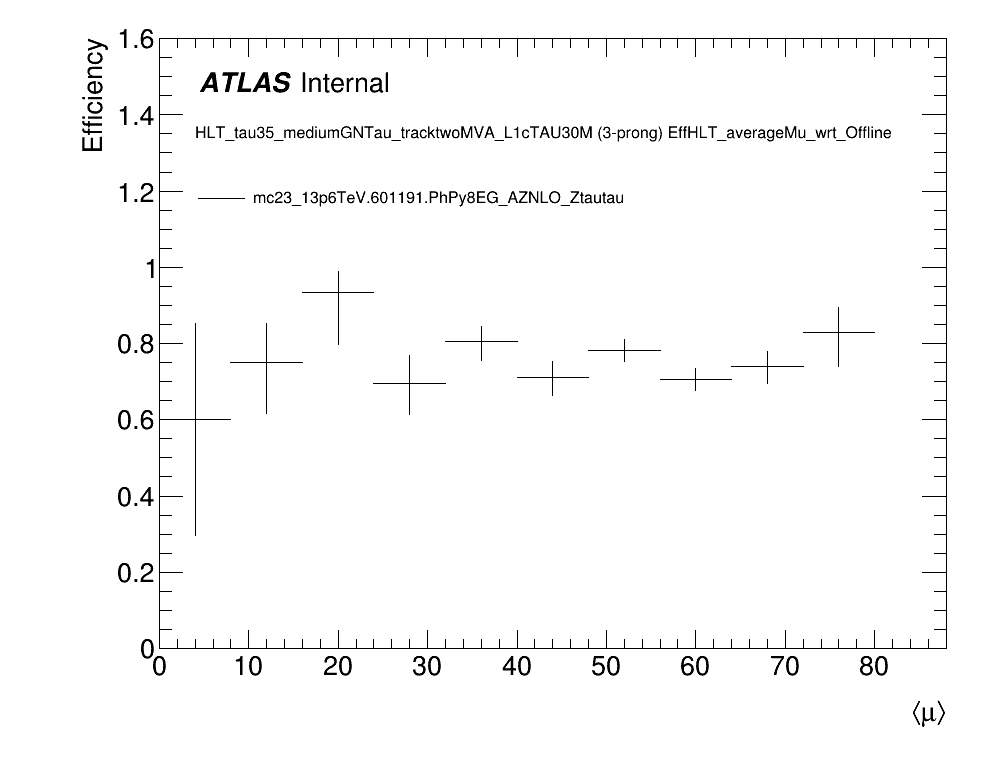 Efficiency
1.6
1.4
1.2
1
0.8
0.6
0.4
0.2
0
ATLAS Internal
HLT_tau35_mediumGNTau_tracktwoMVA_L1cTAU30M (3-prong) EffHLT_averageMu_wrt_Offline
mc23_13p6TeV.601191.PhPy8EG_AZNLO_Ztautau
0 10 20 30 40 50 60 70 80
⟨μ⟩